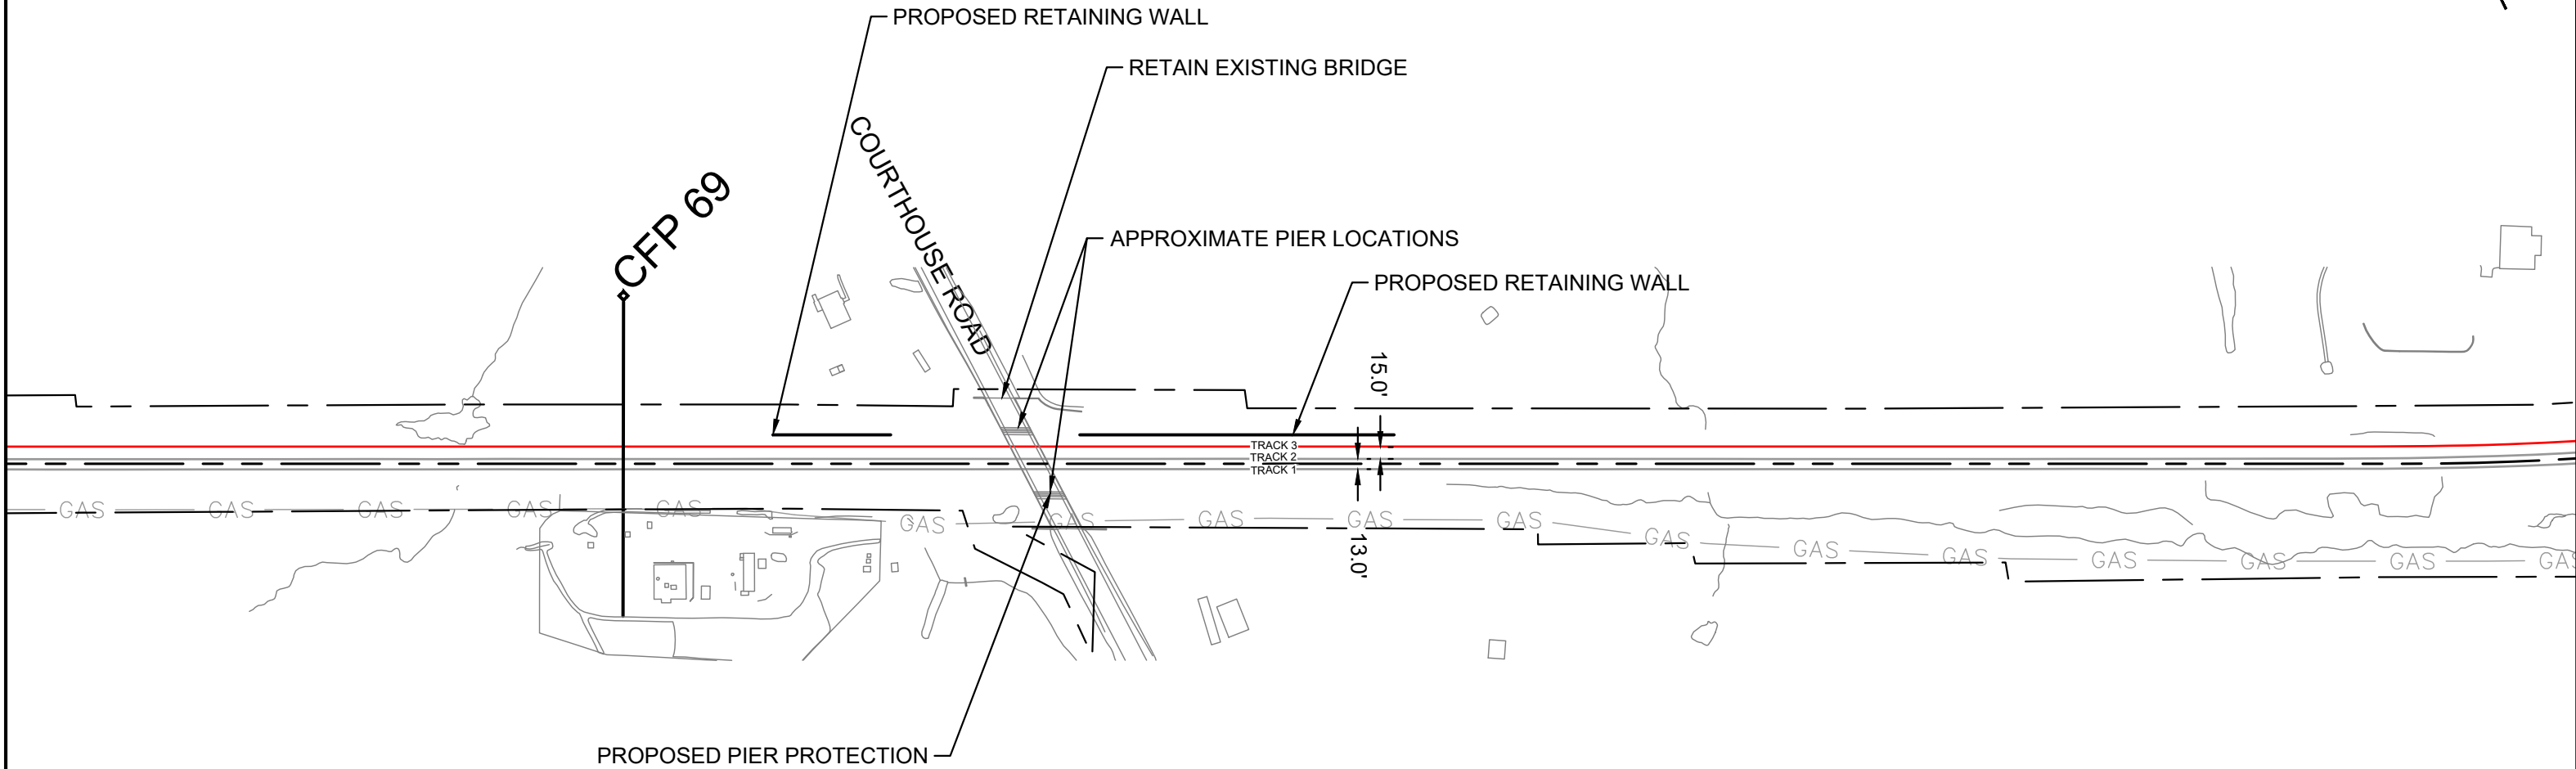 PROPOSED RETAINING WALL
RETAIN EXISTING BRIDGE
COURTHOUSE ROAD
CFP 69
APPROXIMATE PIER LOCATIONS
PROPOSED RETAINING WALL
15.0'
TRACK 3
TRACK 2
TRACK 1
GAS GAS GAS GAS GAS GAS GAS GAS GAS GAS GAS GAS GAS GAS GAS GAS GAS
13.0'
PROPOSED PIER PROTECTION